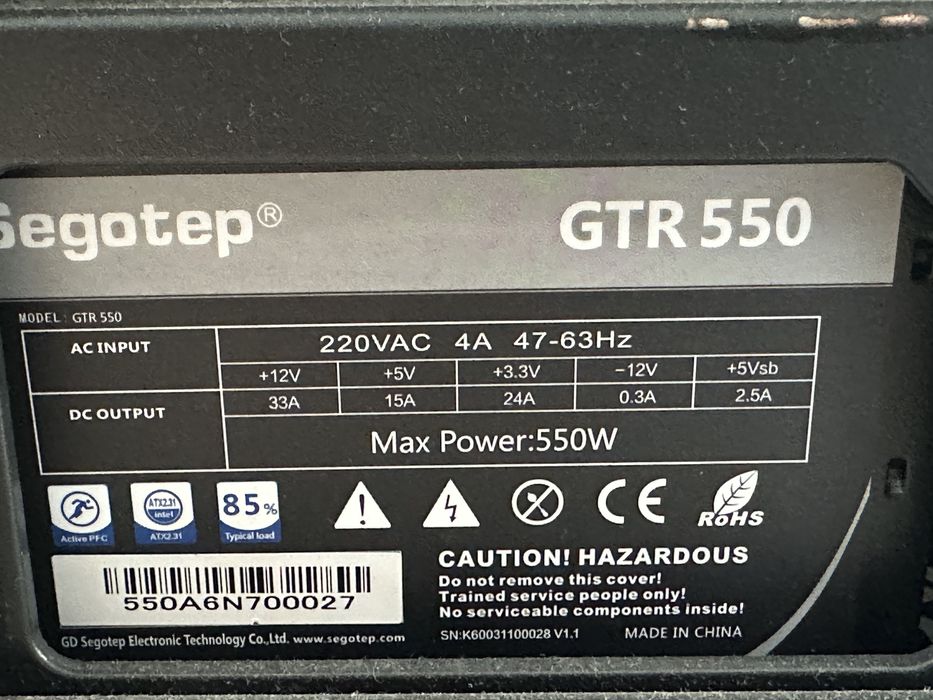 Segotep® GTR 550
MODEL: GTR 550
AC INPUT 220VAC 4A 47-63Hz
+12V +5V +3.3V −12V +5Vsb
DC OUTPUT 33A 15A 24A 0.3A 2.5A
Max Power:550W
Active PFC
ATX2.31
intel
ATX2.31
85%
Typical load
CE
RoHS
CAUTION! HAZARDOUS
Do not remove this cover!
Trained service people only!
No serviceable components inside!
550A6N700027
GD Segotep Electronic Technology Co.,Ltd. www.segotep.com
SN:K60031100028 V1.1 MADE IN CHINA